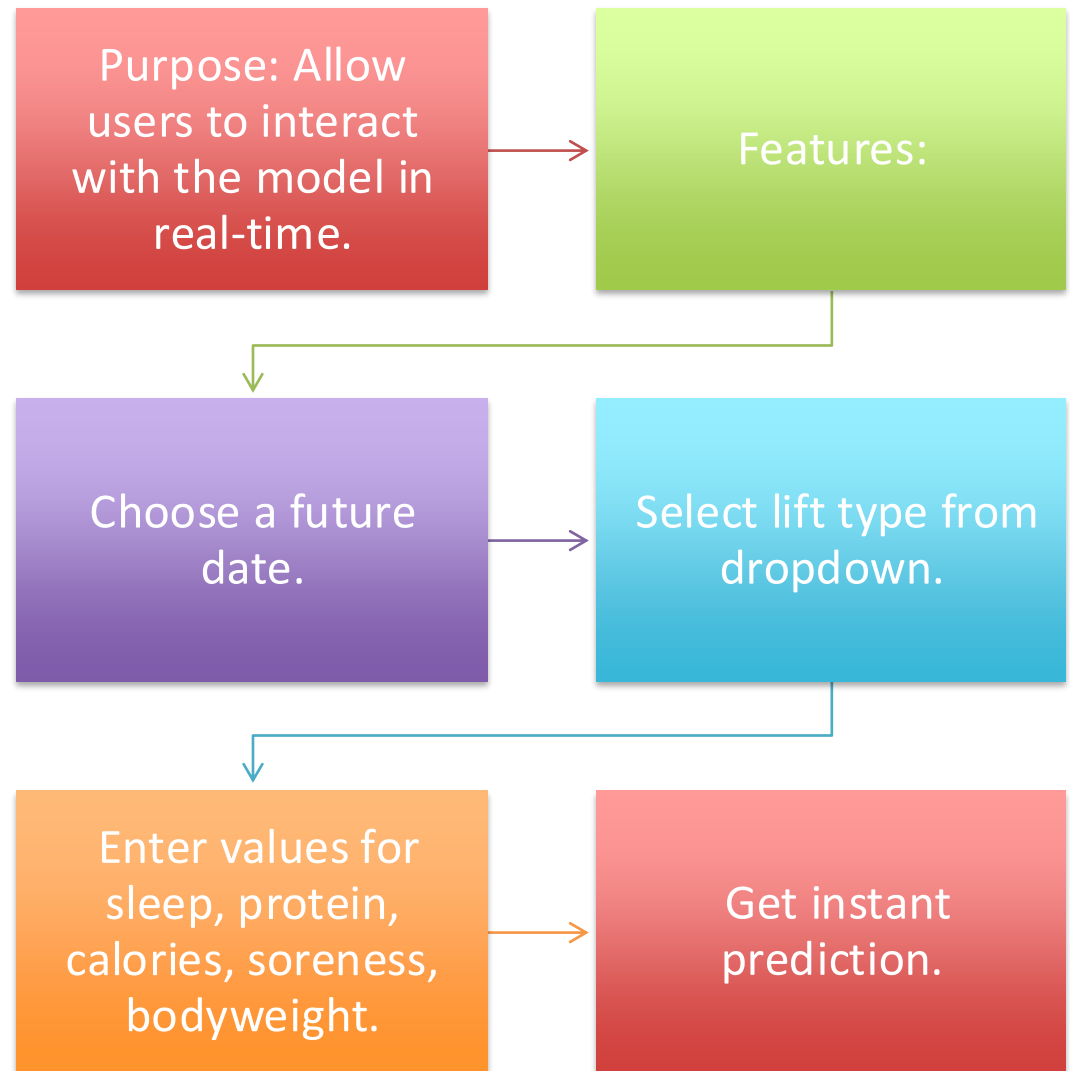 Purpose: Allow
users to interact
with the model in
real-time.
Features:
Choose a future
date.
Select lift type from
dropdown.
Enter values for
sleep, protein,
calories, soreness,
bodyweight.
Get instant
prediction.